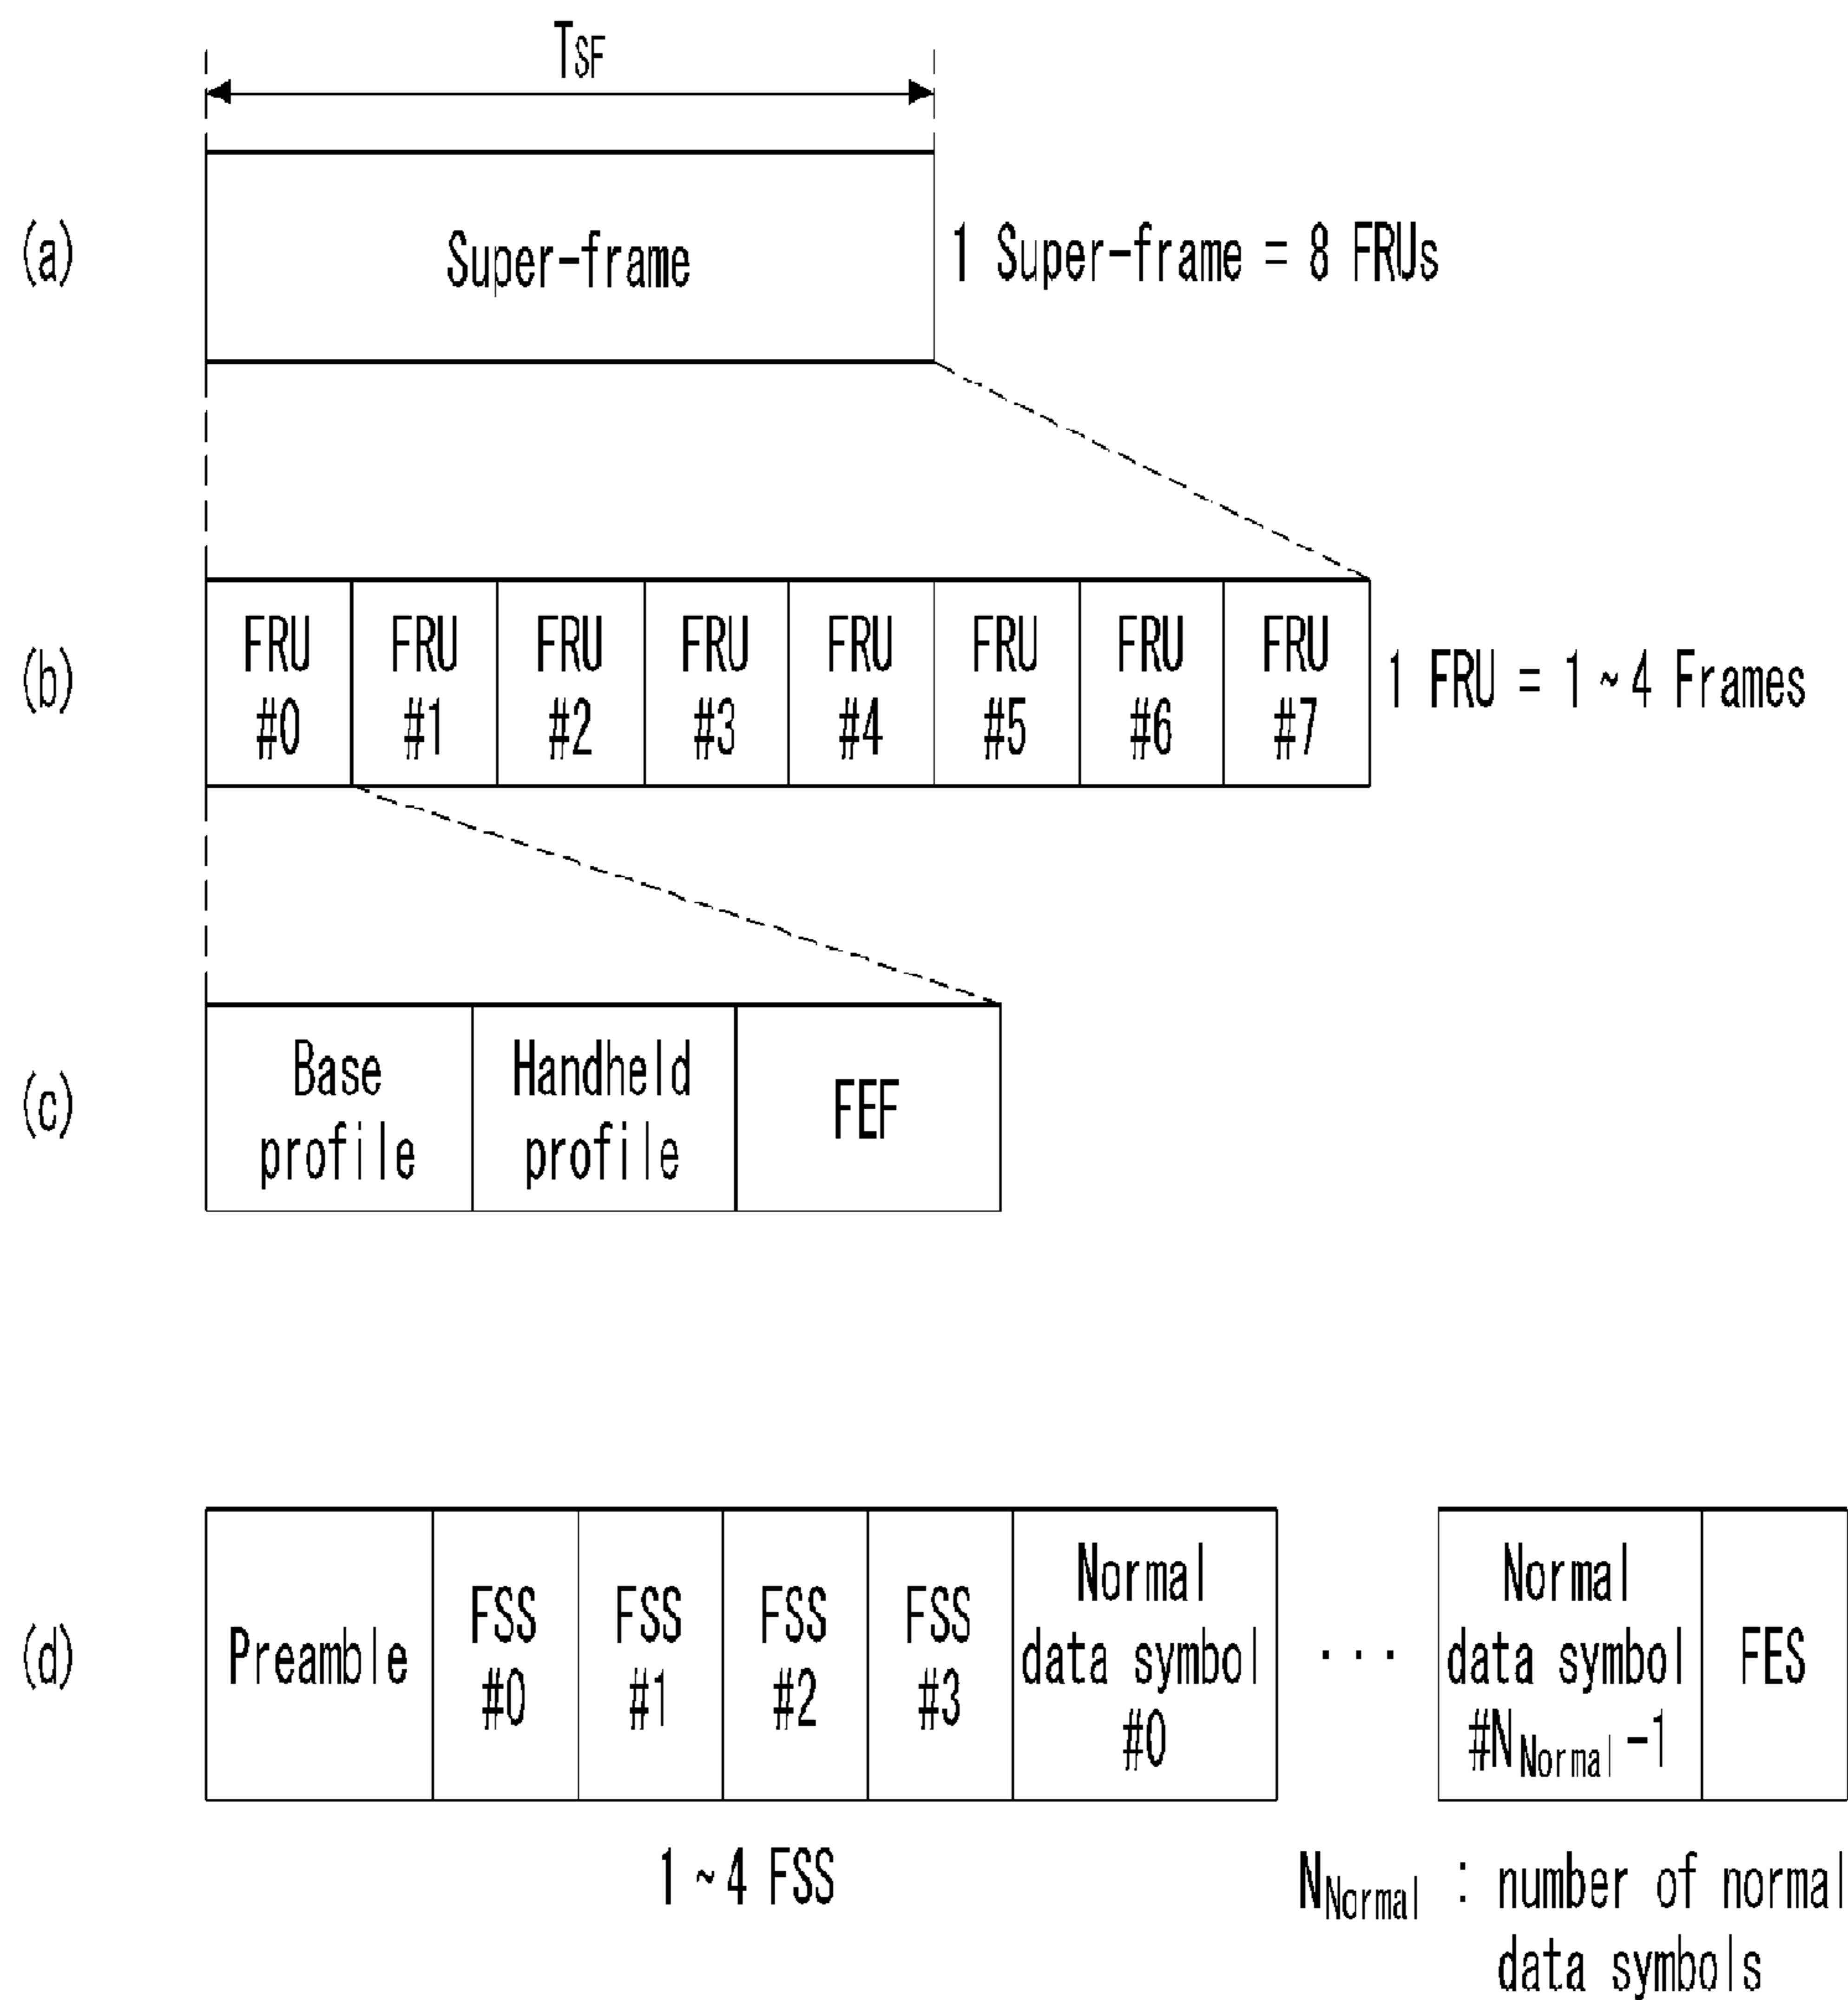 TSF
(a)
Super-frame
1 Super-frame = 8 FRUs
(b)
FRU
#0
FRU
#1
FRU
#2
FRU
#3
FRU
#4
FRU
#5
FRU
#6
FRU
#7
1 FRU = 1 ~ 4 Frames
(c)
Base
profile
Handheld
profile
FEF
(d)
Preamble
FSS
#0
FSS
#1
FSS
#2
FSS
#3
Normal
data symbol
#0
· · ·
Normal
data symbol
#NNormal -1
FES
1 ~ 4 FSS
NNormal : number of normal
data symbols